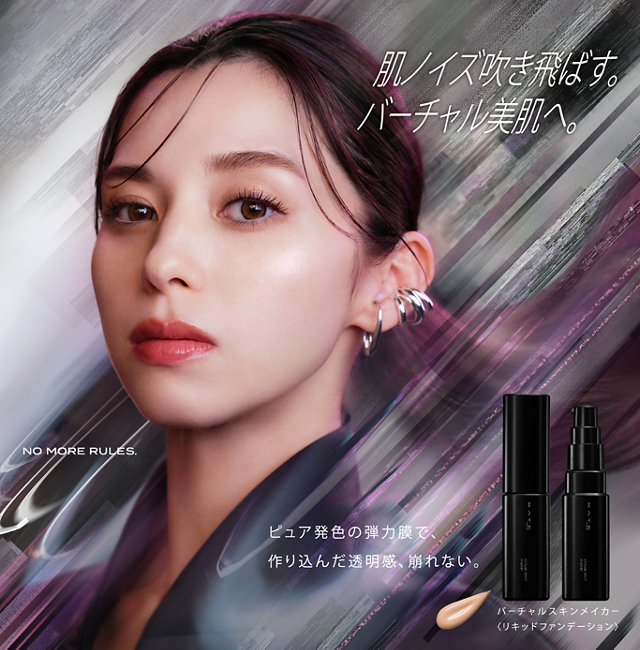 肌ノイズ吹き飛ばす。
バーチャル美肌へ。
NO MORE RULES.
ピュア発色の弾力膜で、
作り込んだ透明感、崩れない。
KATE
バーチャルスキンメイカー
〈リキッドファンデーション〉